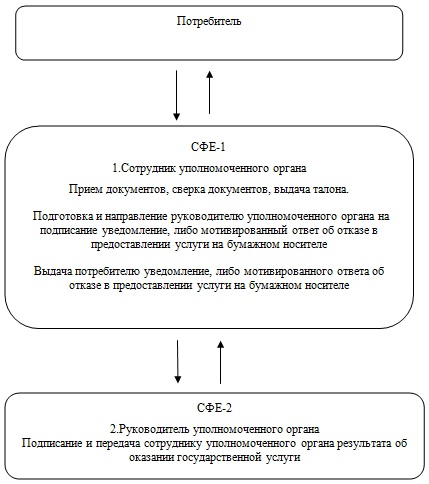 Потребитель
СФЕ-1
1.Сотрудник уполномоченного органа
Прием документов, сверка документов, выдача талона.
Подготовка и направление руководителю уполномоченного органа на
подписание уведомление, либо мотивированный ответ об отказе в
предоставлении услуги на бумажном носителе
Выдача потребителю уведомление, либо мотивированного ответа об
отказе в предоставлении услуги на бумажном носителе
СФЕ-2
2.Руководитель уполномоченного органа
Подписание и передача сотруднику уполномоченного органа результата об
оказании государственной услуги